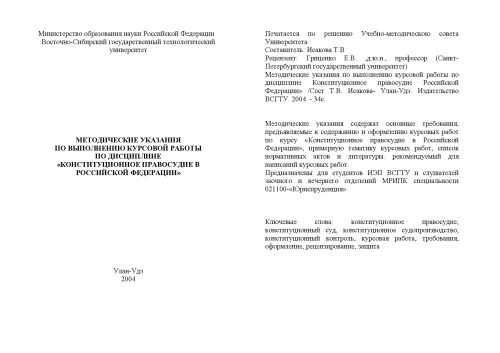 Министерство образования науки Российской Федерации
Восточно-Сибирский государственный технологический
университет
МЕТОДИЧЕСКИЕ УКАЗАНИЯ
ПО ВЫПОЛНЕНИЮ КУРСОВОЙ РАБОТЫ
ПО ДИСЦИПЛИНЕ
«КОНСТИТУЦИОННОЕ ПРАВОСУДИЕ В
РОССИЙСКОЙ ФЕДЕРАЦИИ»
Улан-Удэ
2004
Печатается по решению Учебно-методическою совета
Университета
Составитель: Исакова Т.В
Рецензент: Гриценко Е.В. ,д.ю.н., профессор (Санкт-
Петербургский государственный университет)
Методические указания по выполнению курсовой работы по
дисциплине Конституционное правосудие Российской
Федерации» /Сост Т.В. Исакова- Улан-Удэ: Издательство
ВСГТУ. 2004. - 34с.
Методические указания содержат основные требования,
предъявляемые к содержанию и оформлению курсовых работ
по курсу «Конституционное правосудие в Российской
Федерации», примерную тематику курсовых работ, список
нормативных актов и литературы. рекомендуемый для
написаний курсовых работ.
Предназначены для студентов ИЭП ВСГТУ и слушателей
заочного и вечернего отделений МРИПК специальности
021100-«Юриспруденция».
Ключевые слова: конституционное правосудие,
конституционный суд, конституционное судопроизводство,
конституционный контроль, курсовая работа, требования,
оформление, рецензирование, защита